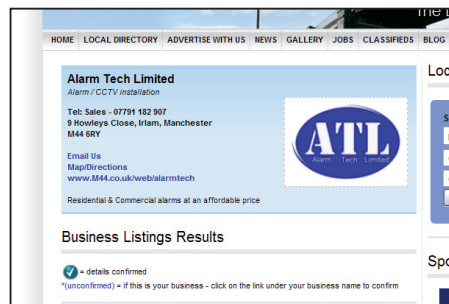 HOME LOCAL DIRECTORY ADVERTISE WITH US NEWS GALLERY JOBS CLASSIFIEDS BLOG
Alarm Tech Limited
Alarm / CCTV installation
Tel: Sales - 07791 182 907
9 Howleys Close, Irlam, Manchester
M44 6RY
Email Us
Map/Directions
www.M44.co.uk/web/alarmtech
Residential & Commercial alarms at an affordable price
ATL
Alarm Tech Limited
Loc
Business Listings Results
= details confirmed
*(unconfirmed) = if this is your business - click on the link under your business name to confirm
Spo